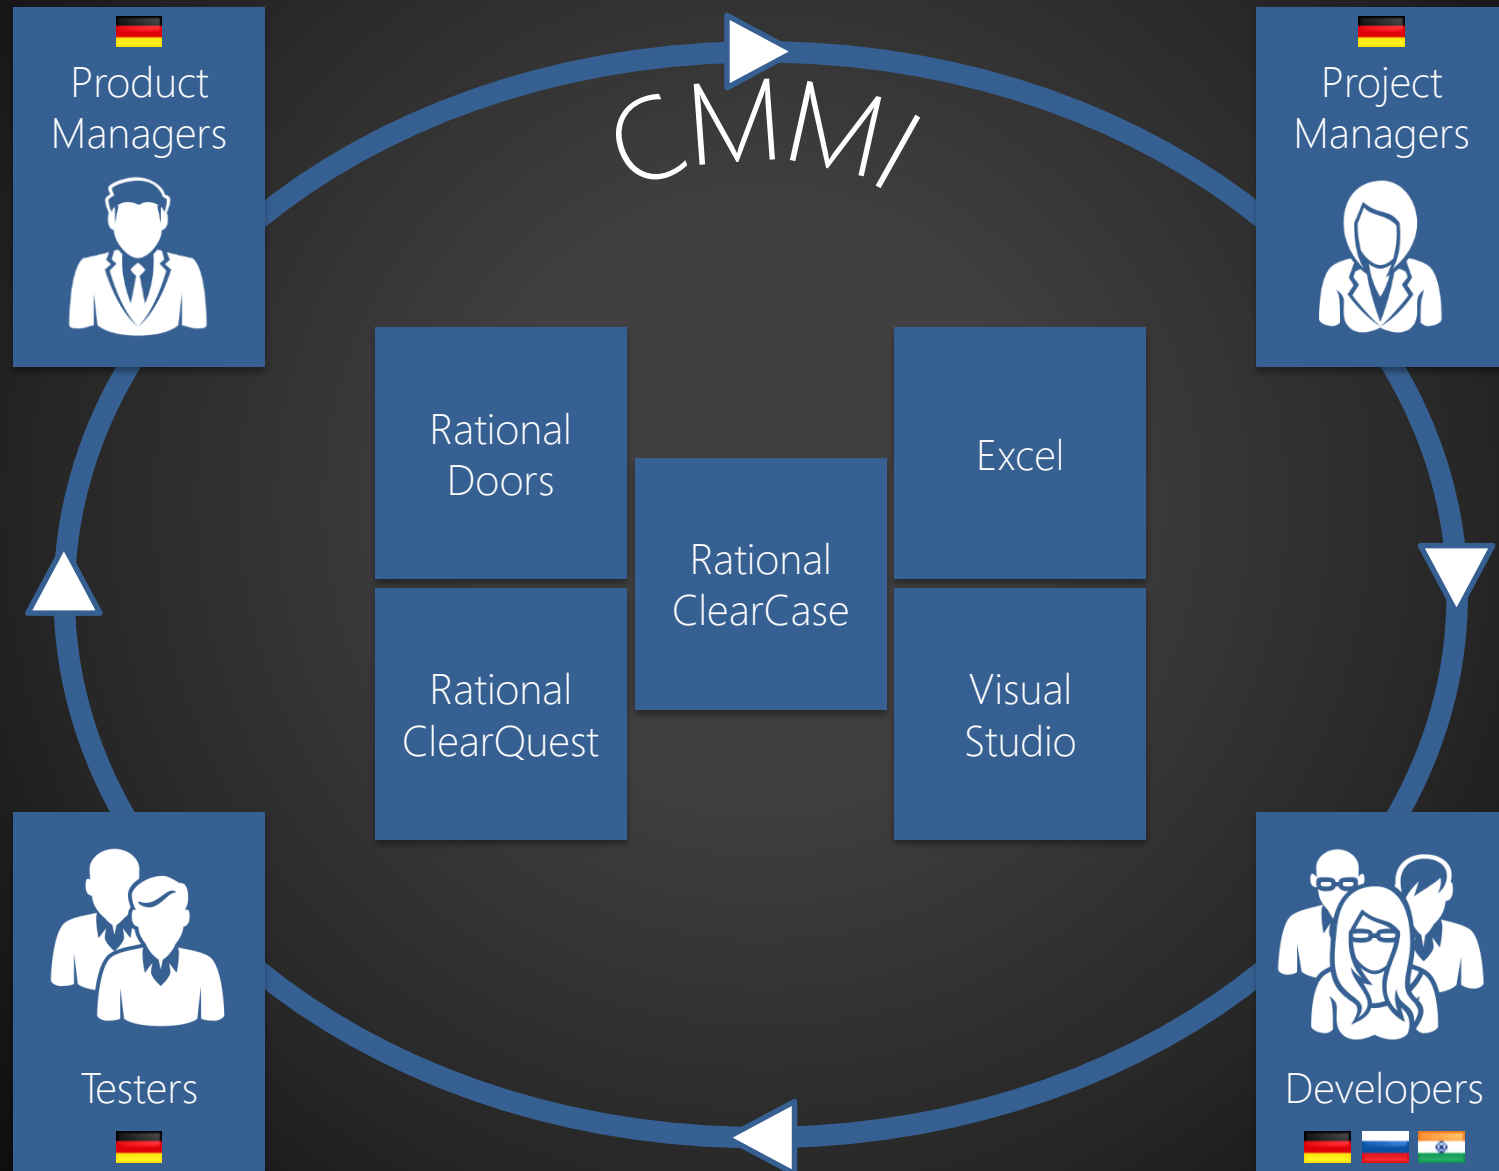 Product
Managers
CMMI
Project
Managers
Rational
Doors
Excel
Rational
ClearCase
Rational
ClearQuest
Visual
Studio
Testers
Developers